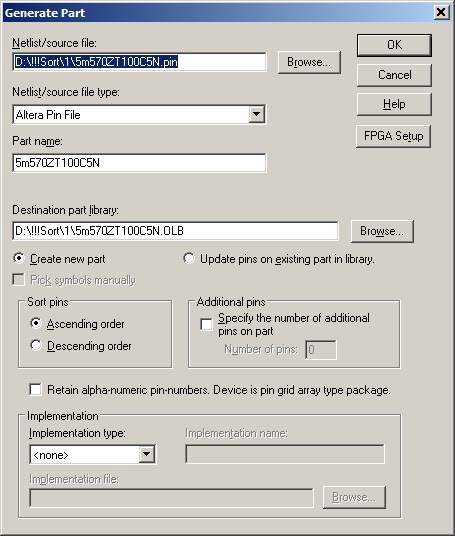 Generate Part
Netlist/source file:
D:\!!!Sort\1\5m570ZT100C5N.pin
Browse...
OK
Cancel
Help
FPGA Setup
Netlist/source file type:
Altera Pin File
Part name:
5m570ZT100C5N
Destination part library:
D:\!!!Sort\1\5m570ZT100C5N.OLB
Browse...
Create new part
Update pins on existing part in library.
Pick symbols manually
Sort pins
Ascending order
Descending order
Additional pins
Specify the number of additional
pins on part
Number of pins:
0
Retain alpha-numeric pin-numbers. Device is pin grid array type package.
Implementation
Implementation type:
<none>
Implementation name:
Implementation file:
Browse...